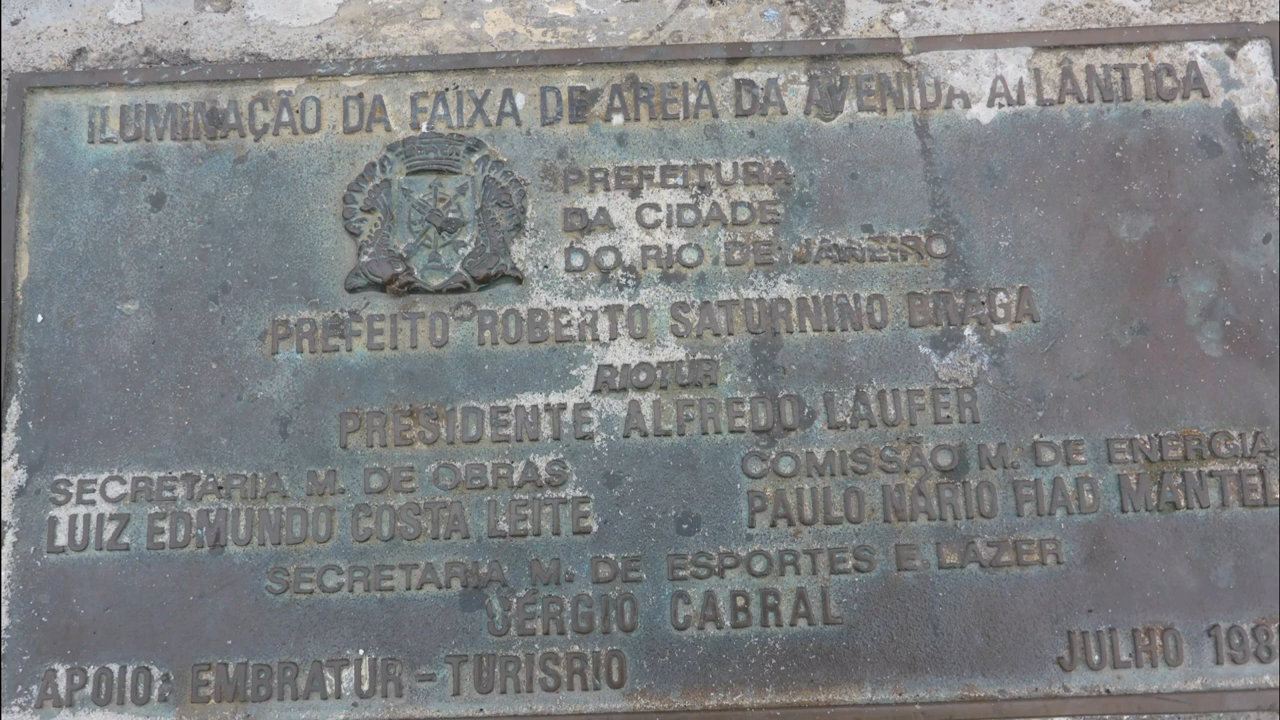 ILUMINAÇÃO DA FAIXA DE AREIA DA AVENIDA ATLÂNTICA
PREFEITURA
DA CIDADE
DO RIO DE JANEIRO
PREFEITO ROBERTO SATURNINO BRAGA
RIOTUR
PRESIDENTE ALFREDO LAUFER
SECRETARIA M. DE OBRAS
LUIZ EDMUNDO COSTA LEITE
COMISSÃO M. DE ENERGIA
PAULO NÁRIO FIAD MANTEL
SECRETARIA M. DE ESPORTES E LAZER
SÉRGIO CABRAL
APOIO: EMBRATUR - TURISRIO
JULHO 198